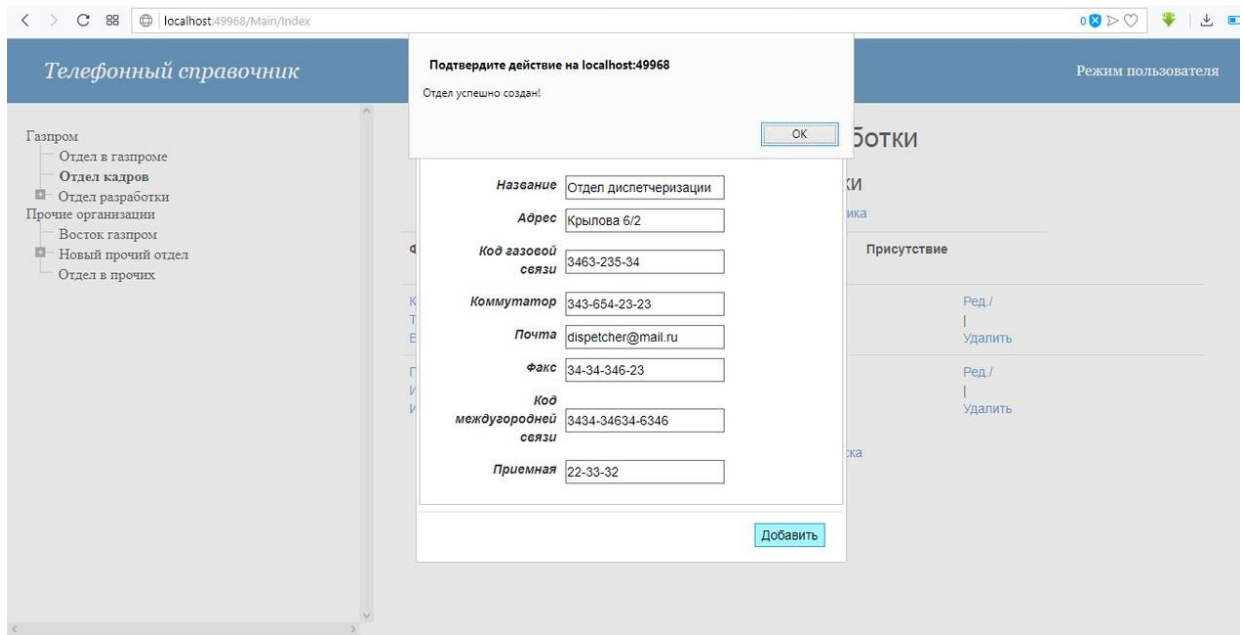 localhost:49968/Main/Index
0
Телефонный справочник
Подтвердите действие на localhost:49968
Режим пользователя
Отдел успешно создан!
ОК
Газпром
Отдел в газпроме
Отдел кадров
Отдел разработки
Прочие организации
Восток газпром
Новый прочий отдел
Отдел в прочих
Название Отдел диспетчеризации
Адрес Крылова 6/2
Код газовой
связи 3463-235-34
Коммутатор 343-654-23-23
Почта dispetcher@mail.ru
Факс 34-34-346-23
Код
междугородней
связи 3434-34634-6346
Приемная 22-33-32
Добавить
Присутствие
Ред./
|
Удалить
Ред./
|
Удалить